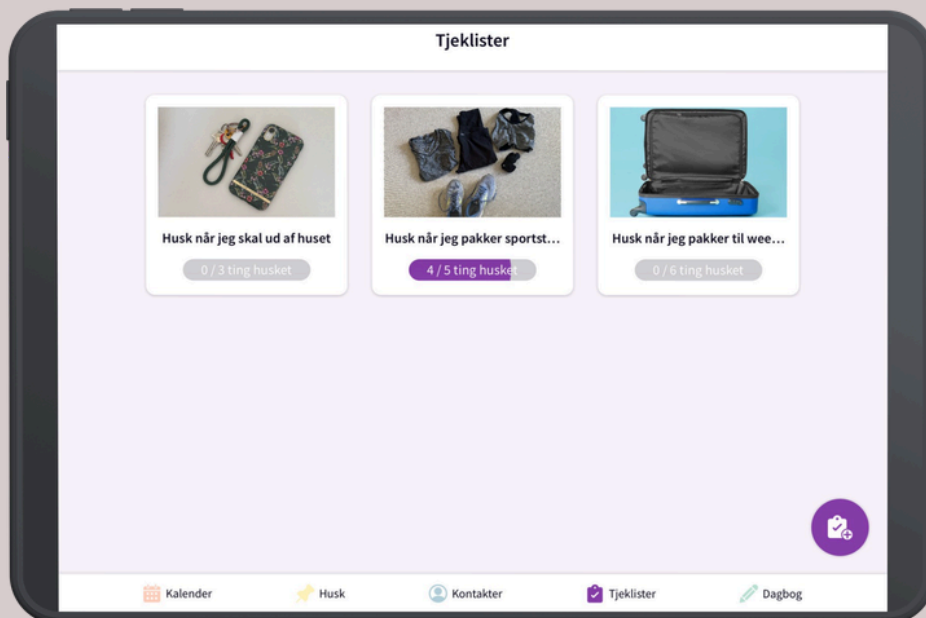 Tjeklister
Husk når jeg skal ud af huset
0 / 3 ting husket
Husk når jeg pakker sportst...
4 / 5 ting husket
Husk når jeg pakker til wee...
0 / 6 ting husket
Kalender
Husk
Kontakter
Tjeklister
Dagbog